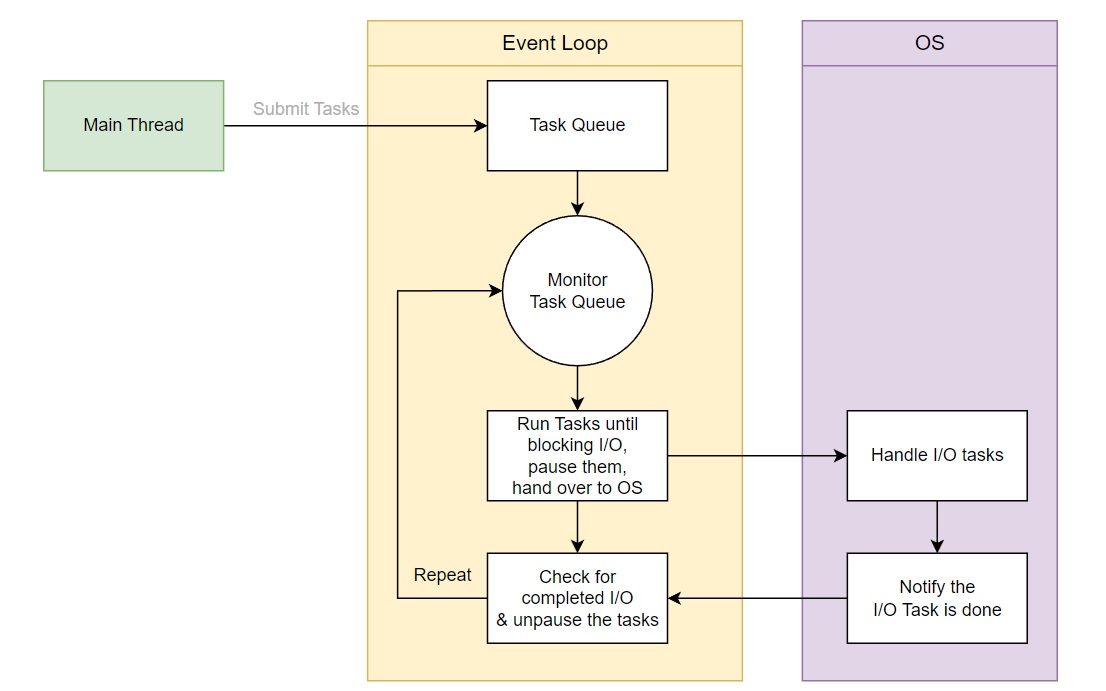 Event Loop
OS
Main Thread
Submit Tasks
Task Queue
Monitor
Task Queue
Run Tasks until
blocking I/O,
pause them,
hand over to OS
Handle I/O tasks
Repeat
Check for
completed I/O
& unpause the tasks
Notify the
I/O Task is done